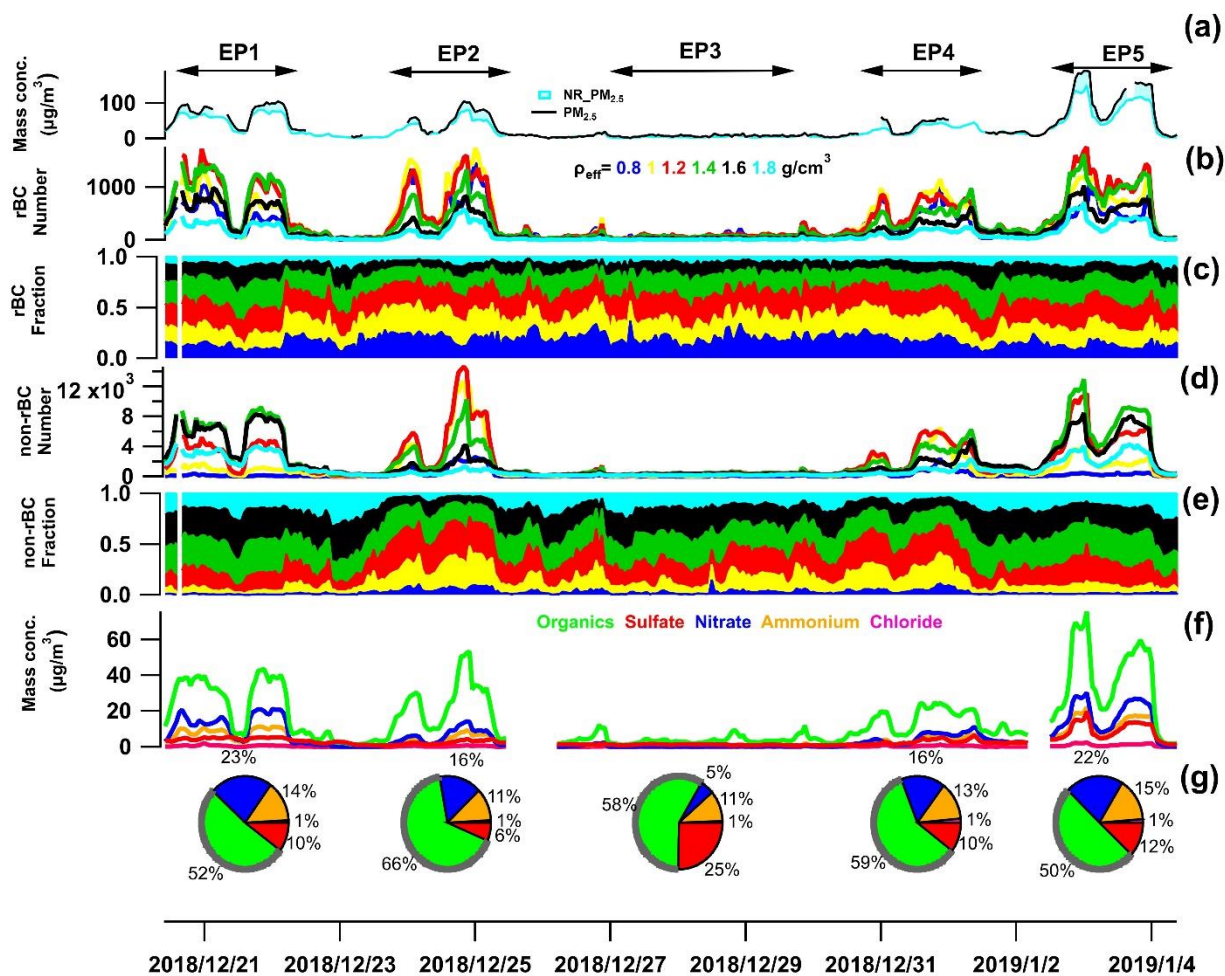 (a)
EP1 EP2 EP3 EP4 EP5
Mass conc.
(μg/m³)
100
0
NR_PM2.5
PM2.5
(b)
rBC
Number
1000
0
ρeff= 0.8 1 1.2 1.4 1.6 1.8 g/cm³
(c)
rBC
Fraction
1.0
0.5
0.0
(d)
non-rBC
Number
12 x10³
8
4
0
(e)
non-rBC
Fraction
1.0
0.5
0.0
(f)
Mass conc.
(μg/m³)
60
40
20
0
Organics Sulfate Nitrate Ammonium Chloride
(g)
23%
14%
1%
10%
52%
16%
11%
1%
6%
66%
5%
11%
1%
25%
58%
16%
13%
1%
10%
59%
22%
15%
1%
12%
50%
2018/12/21 2018/12/23 2018/12/25 2018/12/27 2018/12/29 2018/12/31 2019/1/2 2019/1/4